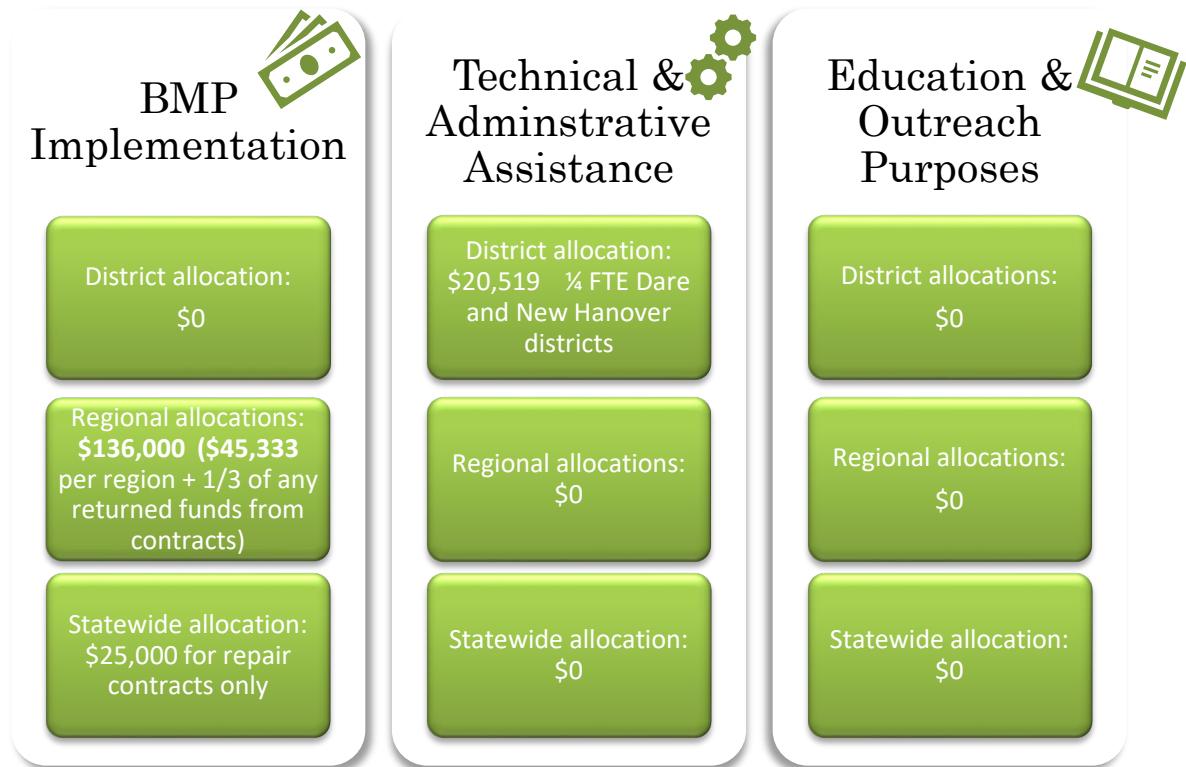 BMP
Implementation
District allocation:
$0
Regional allocations:
$136,000 ($45,333
per region + 1/3 of any
returned funds from
contracts)
Statewide allocation:
$25,000 for repair
contracts only
Technical &
Adminstrative
Assistance
District allocation:
$20,519 ¼ FTE Dare
and New Hanover
districts
Regional allocations:
$0
Statewide allocation:
$0
Education &
Outreach
Purposes
District allocations:
$0
Regional allocations:
$0
Statewide allocation:
$0